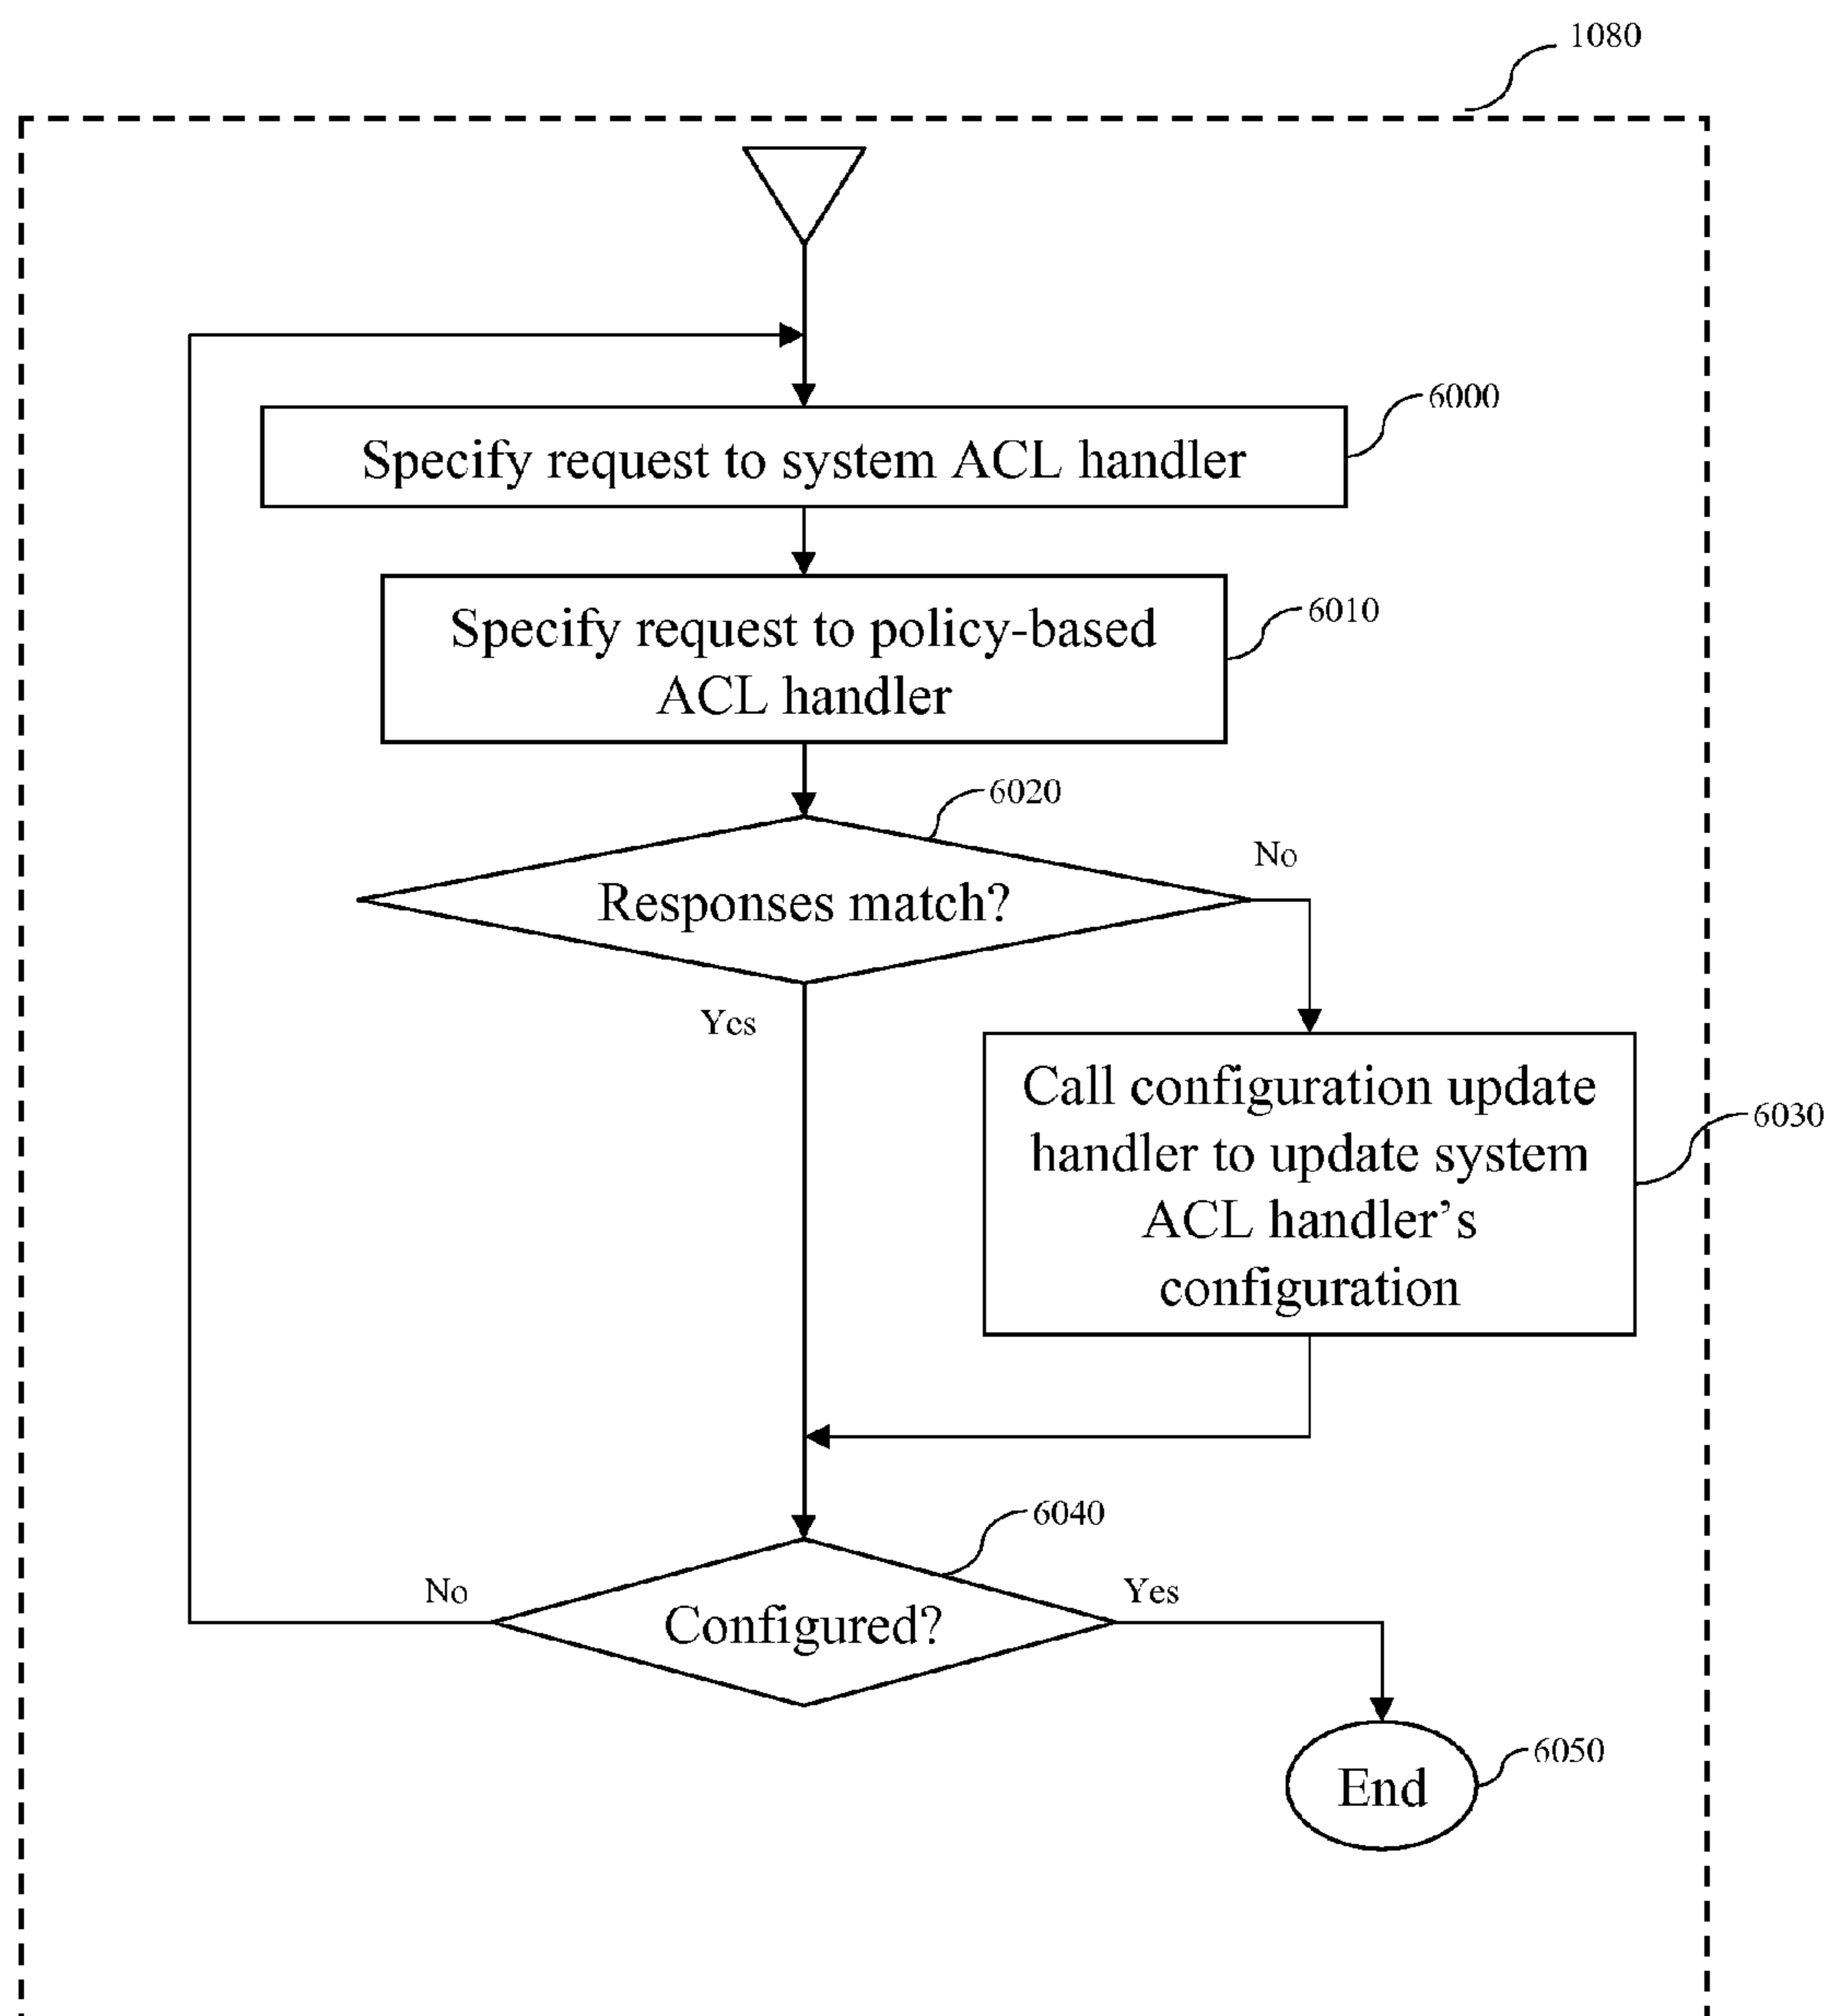 1080
6000
Specify request to system ACL handler
6010
Specify request to policy-based
ACL handler
6020
No
Responses match?
Yes
Call configuration update
handler to update system
ACL handler's
configuration
6030
6040
No
Yes
Configured?
6050
End